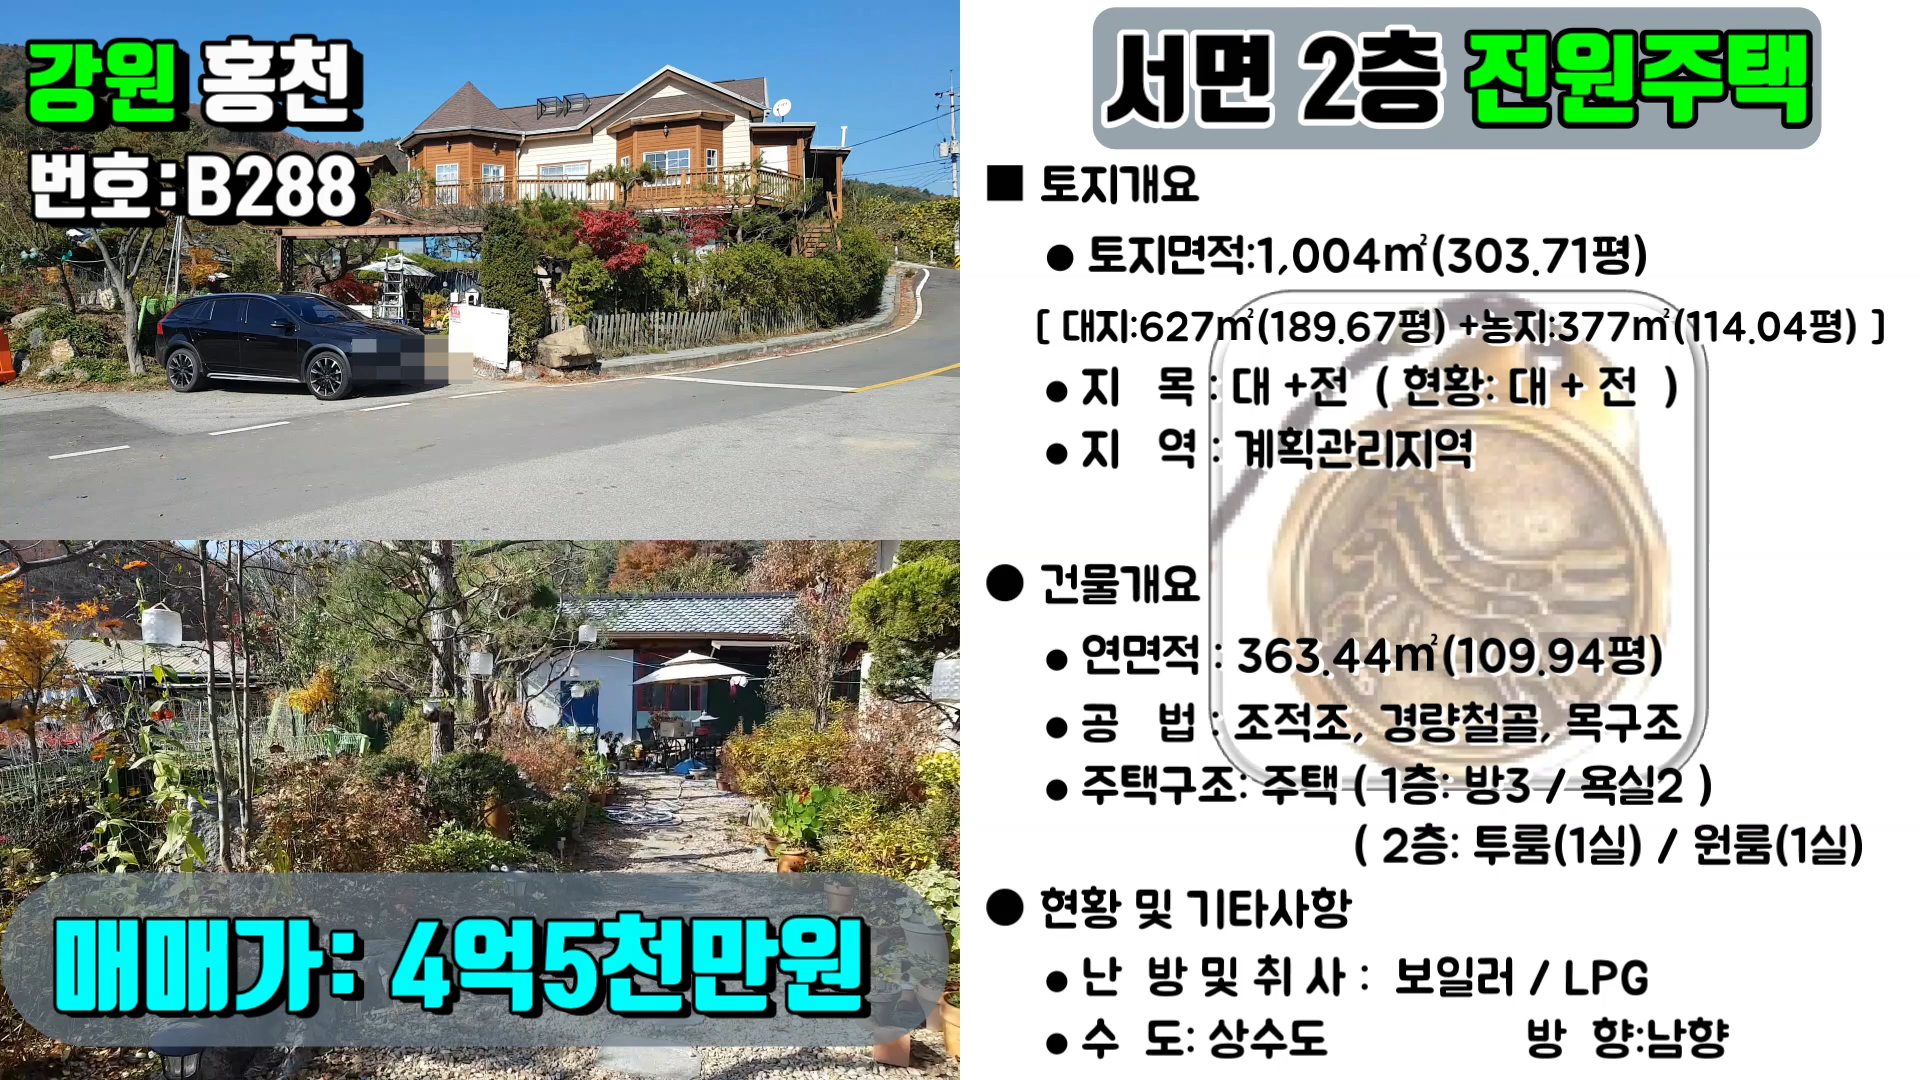 강원 홍천
번호:B288
매매가: 4억5천만원
서면 2층 전원주택
■ 토지개요
● 토지면적:1,004㎡(303.71평)
[ 대지:627㎡(189.67평) +농지:377㎡(114.04평) ]
● 지 목 : 대 +전 ( 현황: 대 + 전 )
● 지 역 : 계획관리지역
● 건물개요
● 연면적 : 363.44㎡(109.94평)
● 공 법 : 조적조, 경량철골, 목구조
● 주택구조: 주택 ( 1층: 방3 / 욕실2 )
( 2층: 투룸(1실) / 원룸(1실)
● 현황 및 기타사항
● 난 방 및 취 사 : 보일러 / LPG
● 수 도: 상수도 방 향:남향